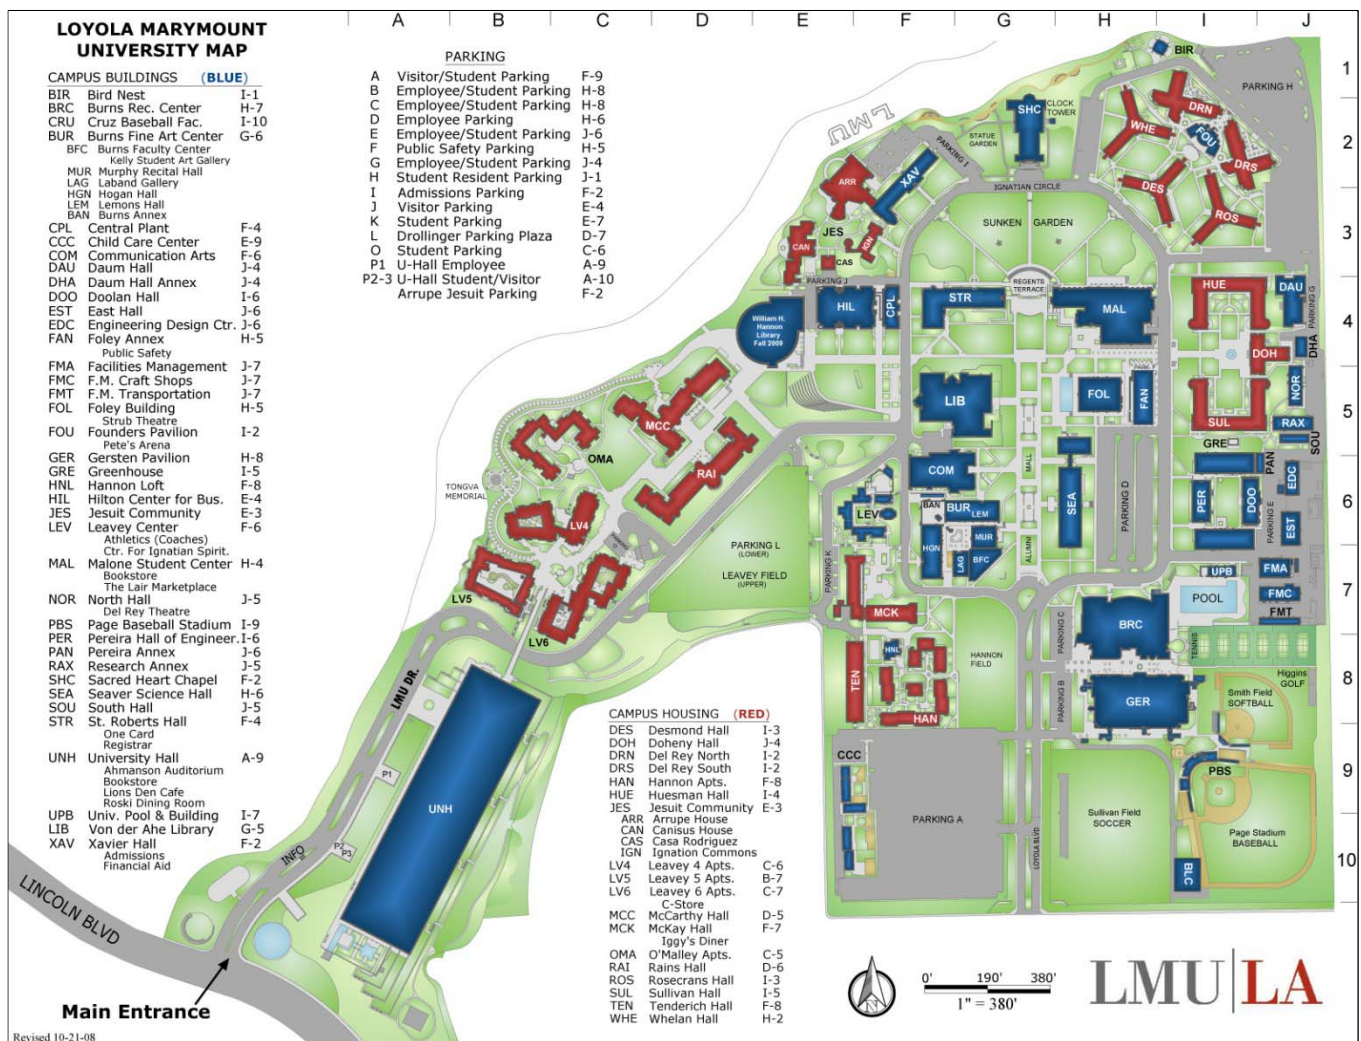 LOYOLA MARYMOUNT
UNIVERSITY MAP
CAMPUS BUILDINGS (BLUE)
BIR Bird Nest I-1
BRC Burns Rec. Center H-7
CRU Cruz Baseball Fac. I-10
BUR Burns Fine Art Center G-6
BFC Burns Faculty Center
Kelly Student Art Gallery
MUR Murphy Recital Hall
LAG Laband Gallery
HGN Hogan Hall
LEM Lemons Hall
BAN Burns Annex
CPL Central Plant F-4
CCC Child Care Center E-9
COM Communication Arts F-6
DAU Daum Hall J-4
DHA Daum Hall Annex J-4
DOO Doolan Hall I-6
EST East Hall J-6
EDC Engineering Design Ctr. J-6
FAN Foley Annex H-5
Public Safety
FMA Facilities Management J-7
FMC F.M. Craft Shops J-7
FMT F.M. Transportation J-7
FOL Foley Building H-5
Strub Theatre
FOU Founders Pavilion I-2
Pete's Arena
GER Gersten Pavilion H-8
GRE Greenhouse I-5
HNL Hannon Loft F-8
HIL Hilton Center for Bus. E-4
JES Jesuit Community E-3
LEV Leavey Center F-6
Athletics (Coaches)
Ctr. For Ignatian Spirit.
MAL Malone Student Center H-4
Bookstore
The Lair Marketplace
NOR North Hall J-5
Del Rey Theatre
PBS Page Baseball Stadium I-9
PER Pereira Hall of Engineer. I-6
PAN Pereira Annex J-6
RAX Research Annex J-5
SHC Sacred Heart Chapel F-2
SEA Seaver Science Hall H-6
SOU South Hall J-5
STR St. Roberts Hall F-4
One Card
Registrar
UNH University Hall A-9
Ahmanson Auditorium
Bookstore
Lions Den Cafe
Roski Dining Room
UPB Univ. Pool & Building I-7
LIB Von der Ahe Library G-5
XAV Xavier Hall F-2
Admissions
Financial Aid
PARKING
A Visitor/Student Parking F-9
B Employee/Student Parking H-8
C Employee/Student Parking H-8
D Employee Parking H-6
E Employee/Student Parking J-6
F Public Safety Parking H-5
G Employee/Student Parking J-4
H Student Resident Parking J-1
I Admissions Parking F-2
J Visitor Parking E-4
K Student Parking E-7
L Drollinger Parking Plaza D-7
O Student Parking C-6
P1 U-Hall Employee A-9
P2-3 U-Hall Student/Visitor A-10
Arrupe Jesuit Parking F-2
A B C D E F G H I J
1
2
3
4
5
6
7
8
9
10
BIR
PARKING H
LMU
SHC
CLOCK
TOWER
STATUE
GARDEN
PARKING I
DRN
WHE
FOU
DRS
DES
ROS
ARR
XAV
IGNATIAN CIRCLE
SUNKEN GARDEN
JES
IGN
CAN
CAS
PARKING J
REGENTS
TERRACE
HUE
DAU
PARKING G
William H.
Hannon
Library
Fall 2009
HIL
CPL
STR
MAL
DOH
DHA
PARK F
MCC
LIB
FOL
FAN
NOR
SUL
RAX
OMA
GRE
SOU
RAI
COM
MALL
PAN
EDC
TONGVA
MEMORIAL
LV4
LEV
BAN
BUR
LEM
SEA
PARKING D
PER
DOO
PARKING E
EST
PARKING L
(LOWER)
LEAVEY FIELD
(UPPER)
PARKING K
HGN
MUR
LAG
BFC
ALUMNI
UPB
FMA
LV5
POOL
FMC
FMT
MCK
LV6
PARKING C
BRC
TENNIS
HNL
HANNON
FIELD
LMU DR.
TEN
HAN
PARKING B
GER
Higgins
GOLF
Smith Field
SOFTBALL
CCC
PBS
P1
UNH
PARKING A
Sullivan Field
SOCCER
Page Stadium
BASEBALL
P2
P3
INFO
LOYOLA BLVD
BLC
LINCOLN BLVD
Main Entrance
CAMPUS HOUSING (RED)
DES Desmond Hall I-3
DOH Doheny Hall J-4
DRN Del Rey North I-2
DRS Del Rey South I-2
HAN Hannon Apts. F-8
HUE Huesman Hall I-4
JES Jesuit Community E-3
ARR Arrupe House
CAN Canisus House
CAS Casa Rodriguez
IGN Ignation Commons
LV4 Leavey 4 Apts. C-6
LV5 Leavey 5 Apts. B-7
LV6 Leavey 6 Apts. C-7
C-Store
MCC McCarthy Hall D-5
MCK McKay Hall F-7
Iggy's Diner
OMA O'Malley Apts. C-5
RAI Rains Hall D-6
ROS Rosecrans Hall I-3
SUL Sullivan Hall I-5
TEN Tenderich Hall F-8
WHE Whelan Hall H-2
N
0' 190' 380'
1" = 380'
LMU|LA
Revised 10-21-08